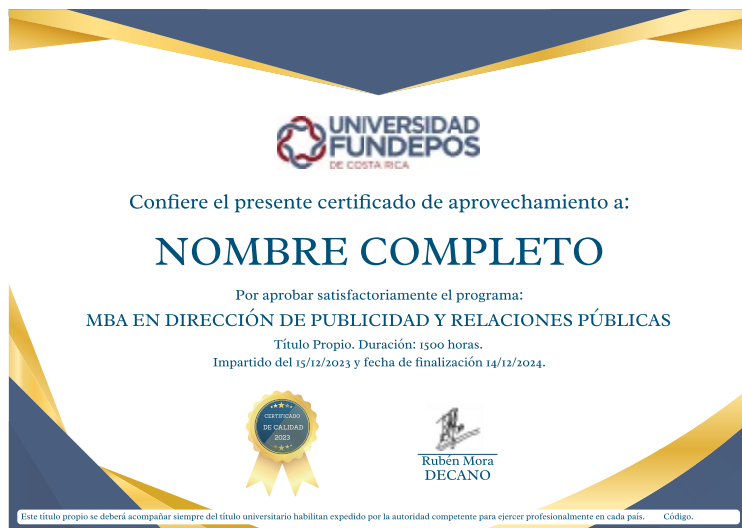 UNIVERSIDAD
FUNDEPOS
DE COSTA RICA
Confiere el presente certificado de aprovechamiento a:
NOMBRE COMPLETO
Por aprobar satisfactoriamente el programa:
MBA EN DIRECCIÓN DE PUBLICIDAD Y RELACIONES PÚBLICAS
Título Propio. Duración: 1500 horas.
Impartido del 15/12/2023 y fecha de finalización 14/12/2024.
CERTIFICADO
DE CALIDAD
2023
Rubén Mora
DECANO
Este título propio se deberá acompañar siempre del título universitario habilitan expedido por la autoridad competente para ejercer profesionalmente en cada país. Código.